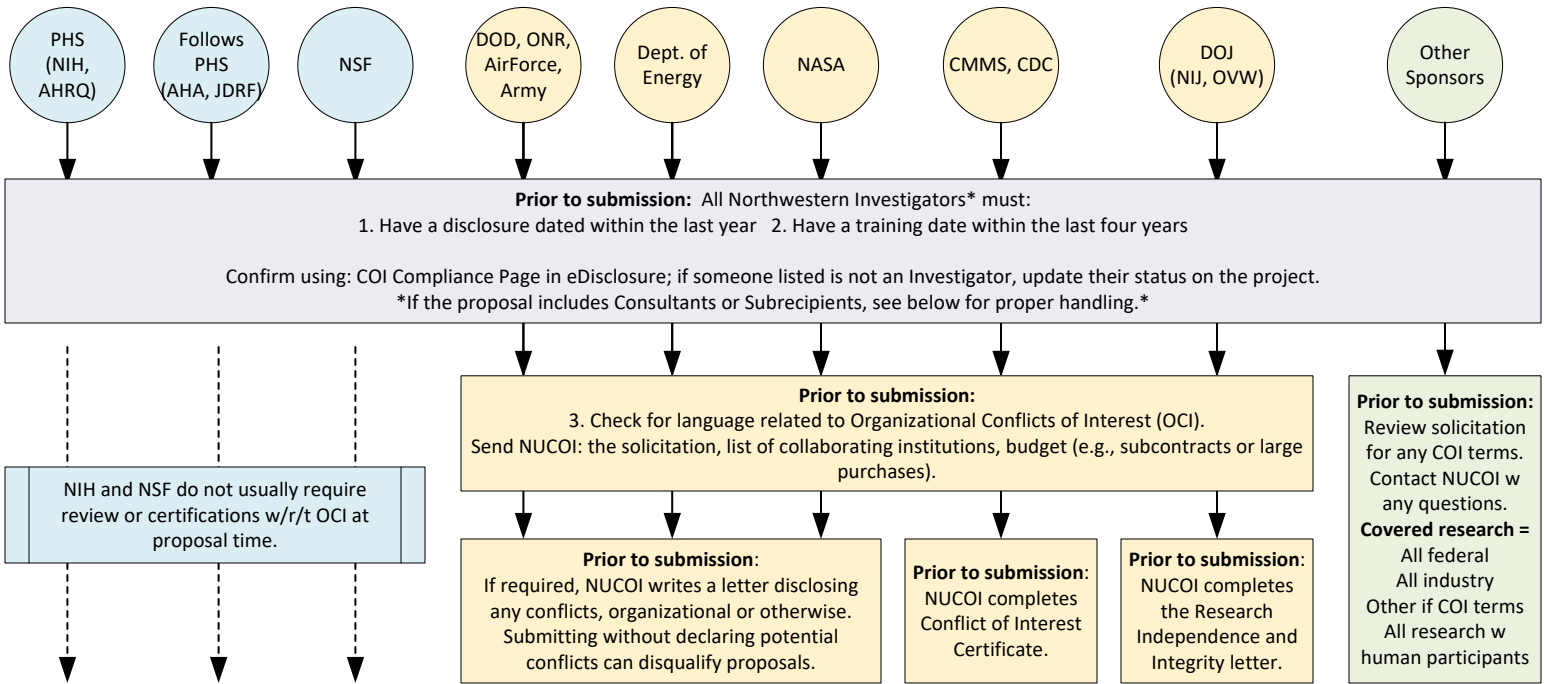 PHS
(NIH,
AHRQ)
Follows
PHS
(AHA, JDRF)
NSF
DOD, ONR,
AirForce,
Army
Dept. of
Energy
NASA
CMMS, CDC
DOJ
(NIJ, OVW)
Other
Sponsors
Prior to submission: All Northwestern Investigators* must:
1. Have a disclosure dated within the last year 2. Have a training date within the last four years
Confirm using: COI Compliance Page in eDisclosure; if someone listed is not an Investigator, update their status on the project.
*If the proposal includes Consultants or Subrecipients, see below for proper handling.*
NIH and NSF do not usually require
review or certifications w/r/t OCI at
proposal time.
Prior to submission:
3. Check for language related to Organizational Conflicts of Interest (OCI).
Send NUCOI: the solicitation, list of collaborating institutions, budget (e.g., subcontracts or large
purchases).
Prior to submission:
If required, NUCOI writes a letter disclosing
any conflicts, organizational or otherwise.
Submitting without declaring potential
conflicts can disqualify proposals.
Prior to submission:
NUCOI completes
Conflict of Interest
Certificate.
Prior to submission:
NUCOI completes
the Research
Independence and
Integrity letter.
Prior to submission:
Review solicitation
for any COI terms.
Contact NUCOI w
any questions.
Covered research =
All federal
All industry
Other if COI terms
All research w
human participants